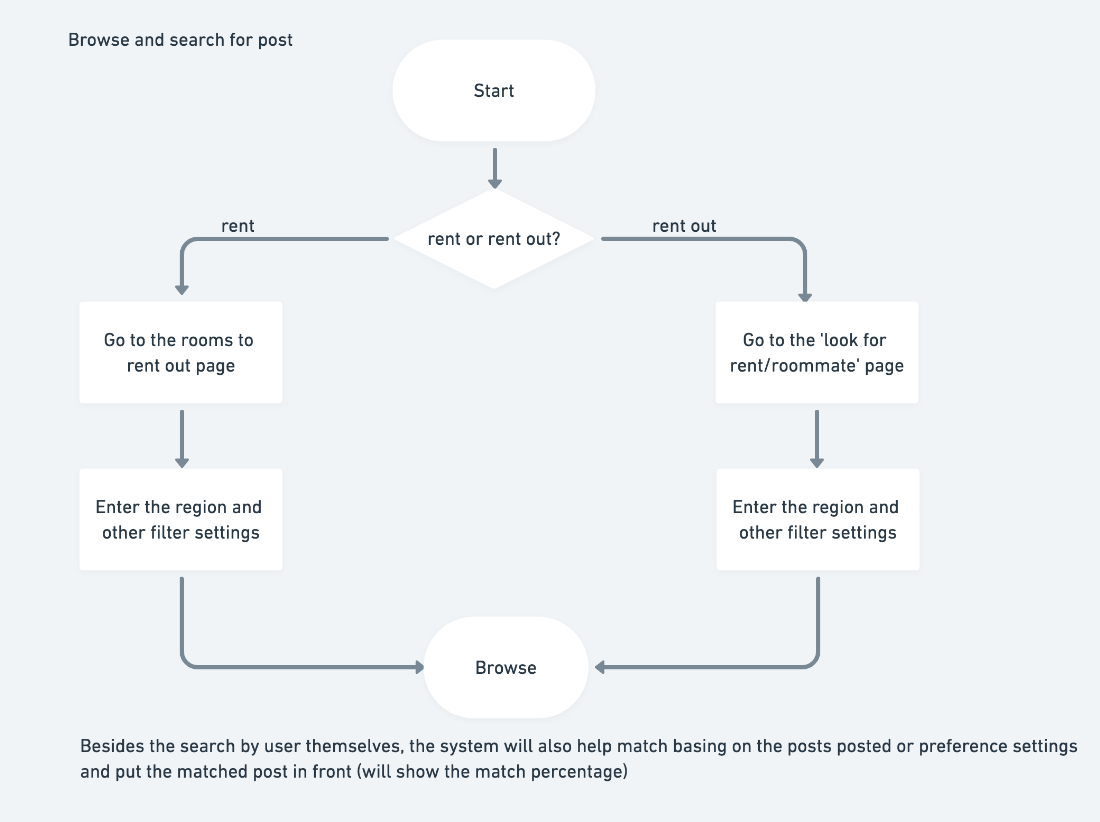 Browse and search for post
Start
rent or rent out?
rent
rent out
Go to the rooms to
rent out page
Go to the 'look for
rent/roommate' page
Enter the region and
other filter settings
Enter the region and
other filter settings
Browse
Besides the search by user themselves, the system will also help match basing on the posts posted or preference settings
and put the matched post in front (will show the match percentage)